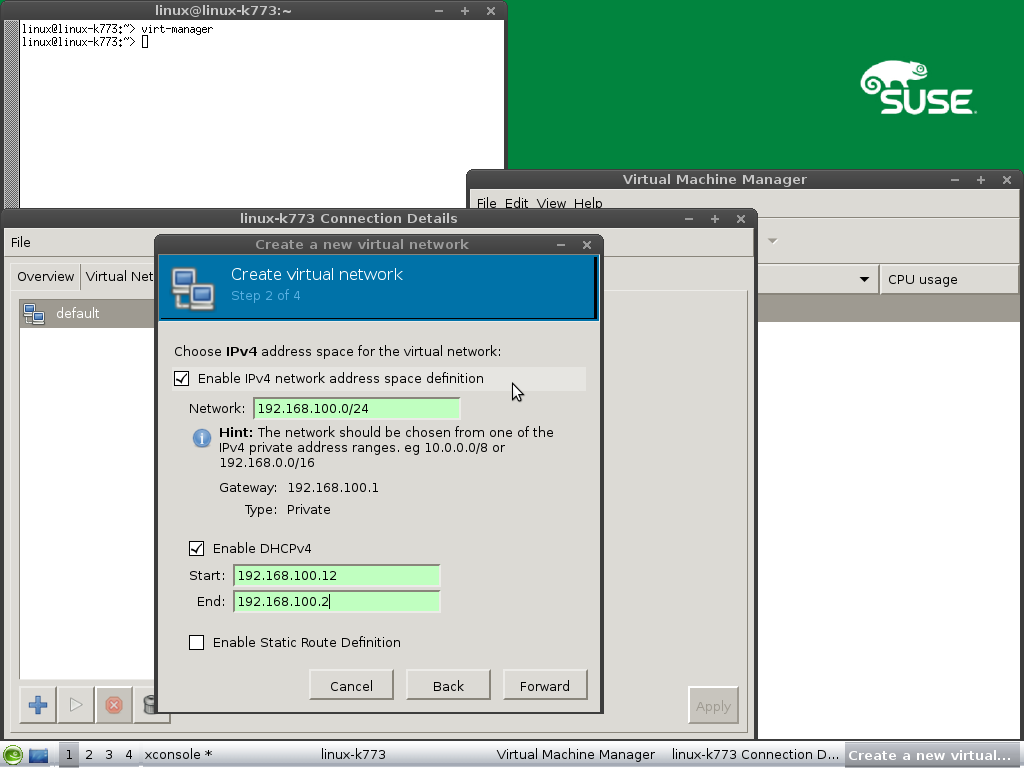 linux@linux-k773:~
linux@linux-k773:~> virt-manager
linux@linux-k773:~>
SUSE
Virtual Machine Manager
File Edit View Help
CPU usage
linux-k773 Connection Details
File
Overview Virtual Net
default
Create a new virtual network
Create virtual network
Step 2 of 4
Choose IPv4 address space for the virtual network:
Enable IPv4 network address space definition
Network: 192.168.100.0/24
Hint: The network should be chosen from one of the
IPv4 private address ranges. eg 10.0.0.0/8 or
192.168.0.0/16
Gateway: 192.168.100.1
Type: Private
Enable DHCPv4
Start: 192.168.100.12
End: 192.168.100.2
Enable Static Route Definition
Cancel Back Forward
Apply
1 2 3 4 xconsole * linux-k773 Virtual Machine Manager linux-k773 Connection D... Create a new virtual...